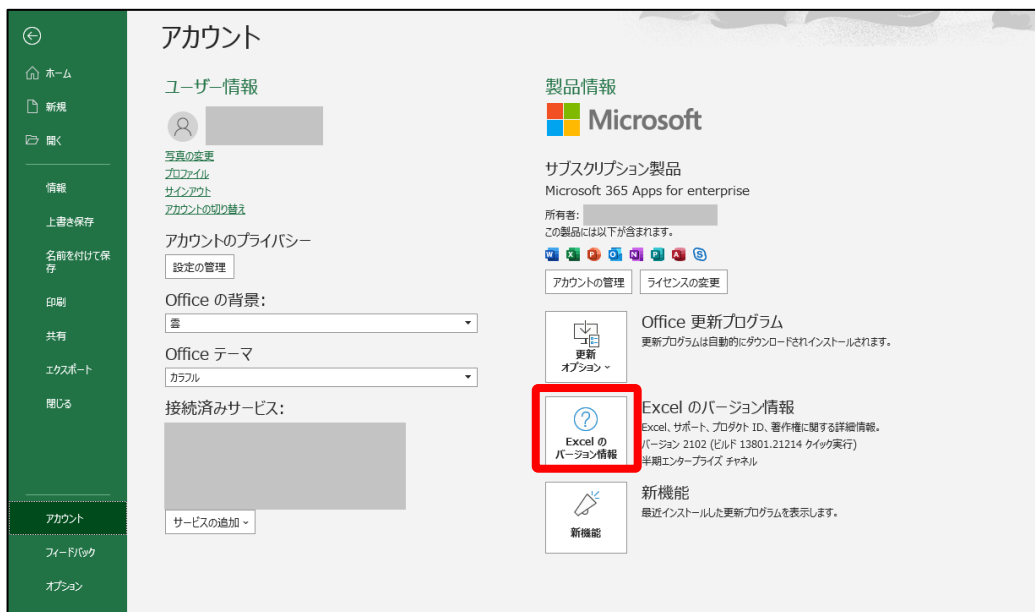 アカウント
ホーム
新規
開く
情報
上書き保存
名前を付けて保
存
印刷
共有
エクスポート
閉じる
アカウント
フィードバック
オプション
ユーザー情報
写真の変更
プロファイル
サインアウト
アカウントの切り替え
アカウントのプライバシー
設定の管理
Office の背景:
雲
Office テーマ
カラフル
接続済みサービス:
サービスの追加
製品情報
Microsoft
サブスクリプション製品
Microsoft 365 Apps for enterprise
所有者:
この製品には以下が含まれます。
W X P O N P A S
アカウントの管理 ライセンスの変更
更新
オプション
Office 更新プログラム
更新プログラムは自動的にダウンロードされインストールされます。
Excel の
バージョン情報
Excel のバージョン情報
Excel、サポート、プロダクト ID、著作権に関する詳細情報。
バージョン 2102 (ビルド 13801.21214 クイック実行)
半期エンタープライズ チャネル
新機能
新機能
最近インストールした更新プログラムを表示します。